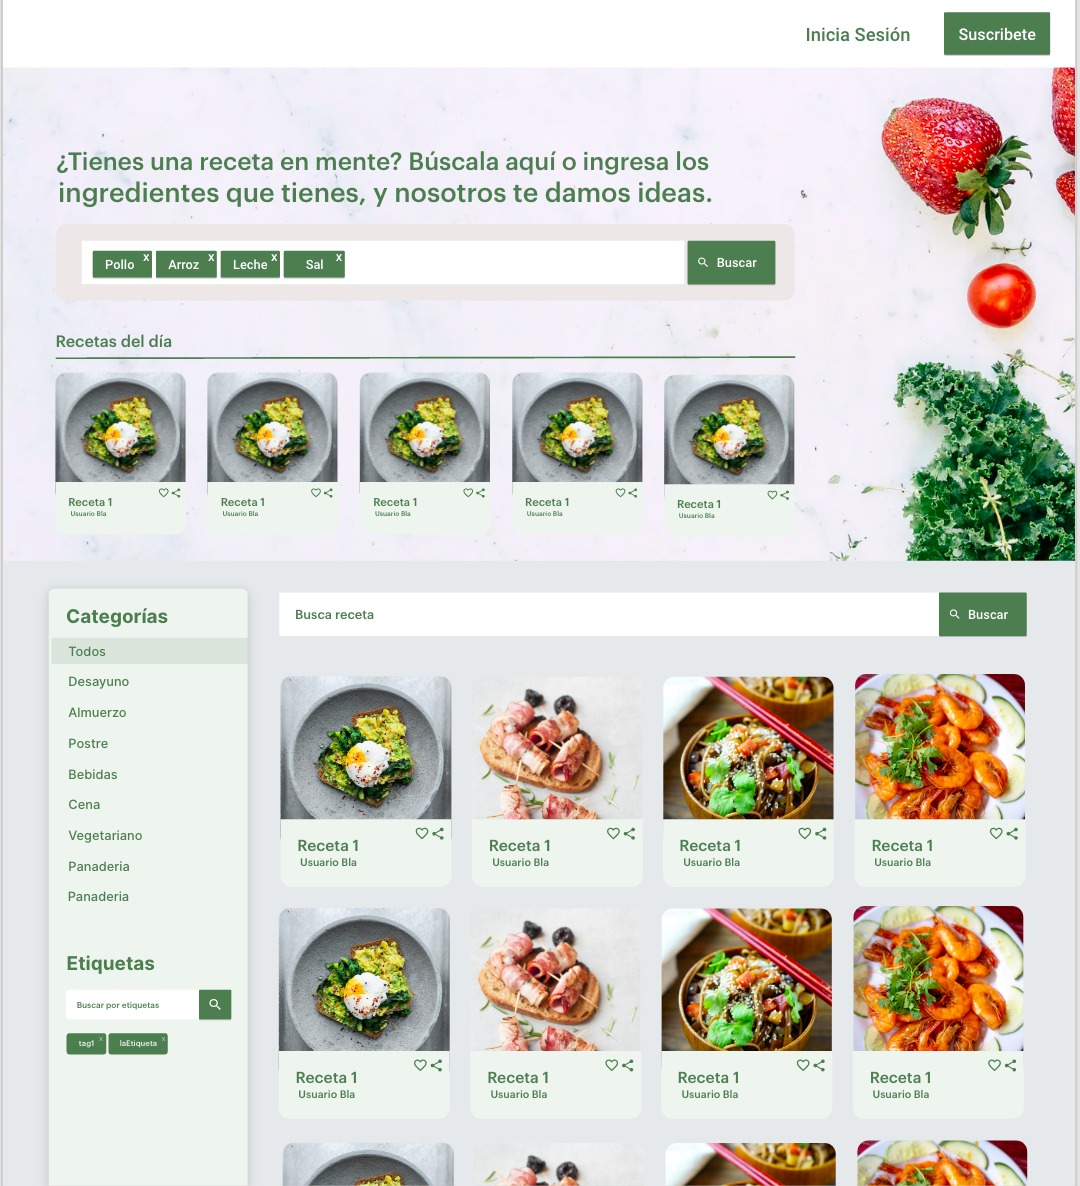 Inicia Sesión
Suscribete
¿Tienes una receta en mente? Búscala aquí o ingresa los
ingredientes que tienes, y nosotros te damos ideas.
Pollo x Arroz x Leche x Sal x
Buscar
Recetas del día
Receta 1
Usuario Bla
Receta 1
Usuario Bla
Receta 1
Usuario Bla
Receta 1
Usuario Bla
Receta 1
Usuario Bla
Categorías
Todos
Desayuno
Almuerzo
Postre
Bebidas
Cena
Vegetariano
Panaderia
Panaderia
Etiquetas
Buscar por etiquetas
tag1 x laEtiqueta x
Busca receta
Buscar
Receta 1
Usuario Bla
Receta 1
Usuario Bla
Receta 1
Usuario Bla
Receta 1
Usuario Bla
Receta 1
Usuario Bla
Receta 1
Usuario Bla
Receta 1
Usuario Bla
Receta 1
Usuario Bla